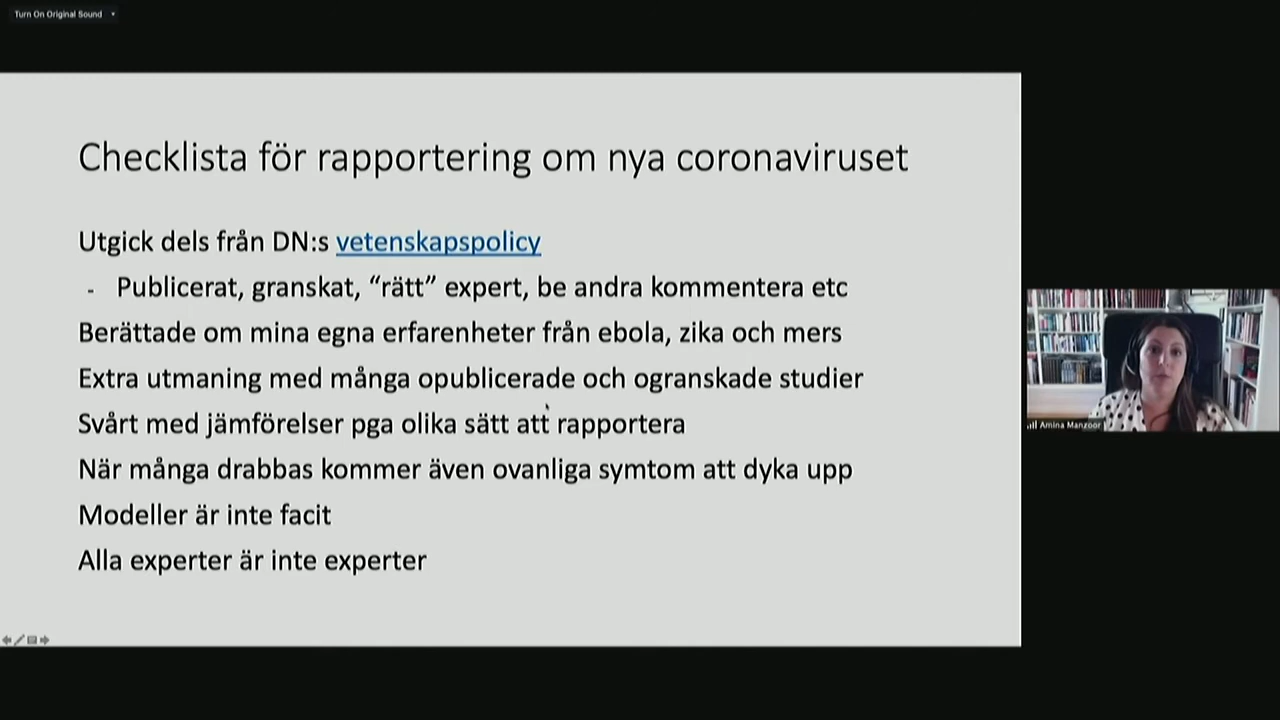 Turn On Original Sound
Checklista för rapportering om nya coronaviruset
Utgick dels från DN:s vetenskapspolicy
- Publicerat, granskat, “rätt” expert, be andra kommentera etc
Berättade om mina egna erfarenheter från ebola, zika och mers
Extra utmaning med många opublicerade och ogranskade studier
Svårt med jämförelser pga olika sätt att rapportera
När många drabbas kommer även ovanliga symtom att dyka upp
Modeller är inte facit
Alla experter är inte experter
Amina Manzoor